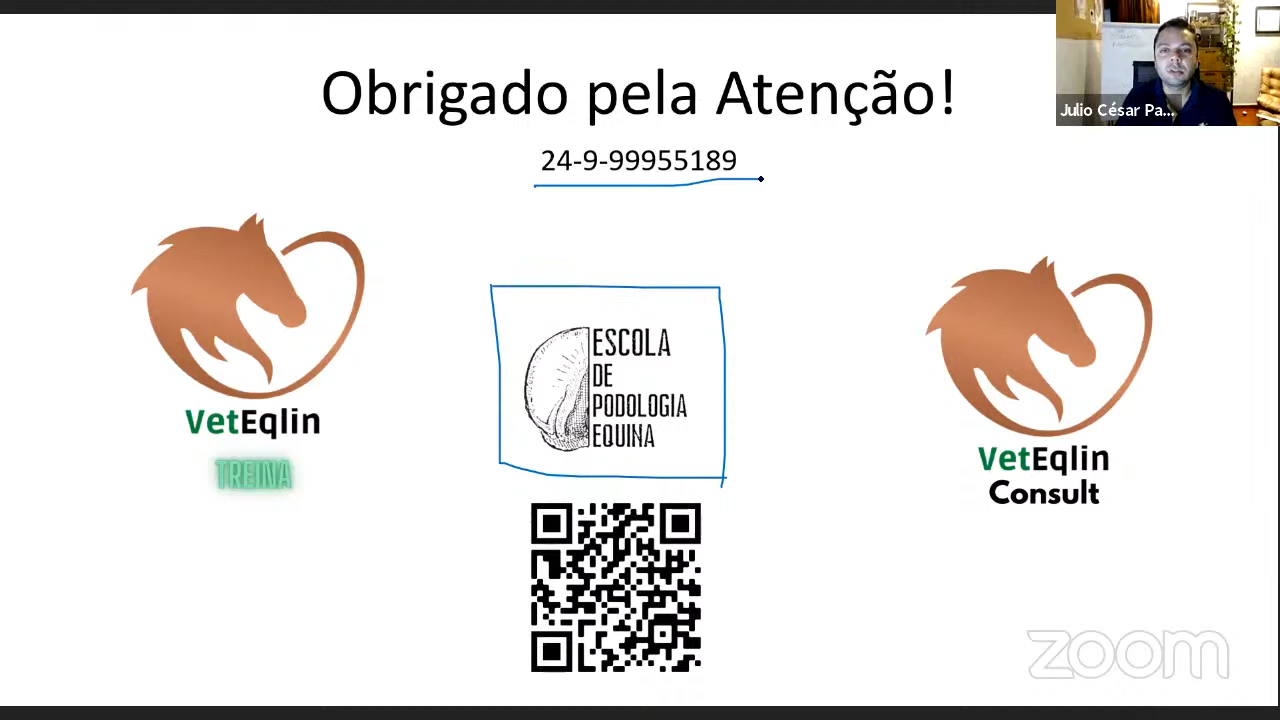 Obrigado pela Atenção!
Julio César Pa...
24-9-99955189
VetEqlin
TREINA
ESCOLA
DE
PODOLOGIA
EQUINA
VetEqlin
Consult
zoom